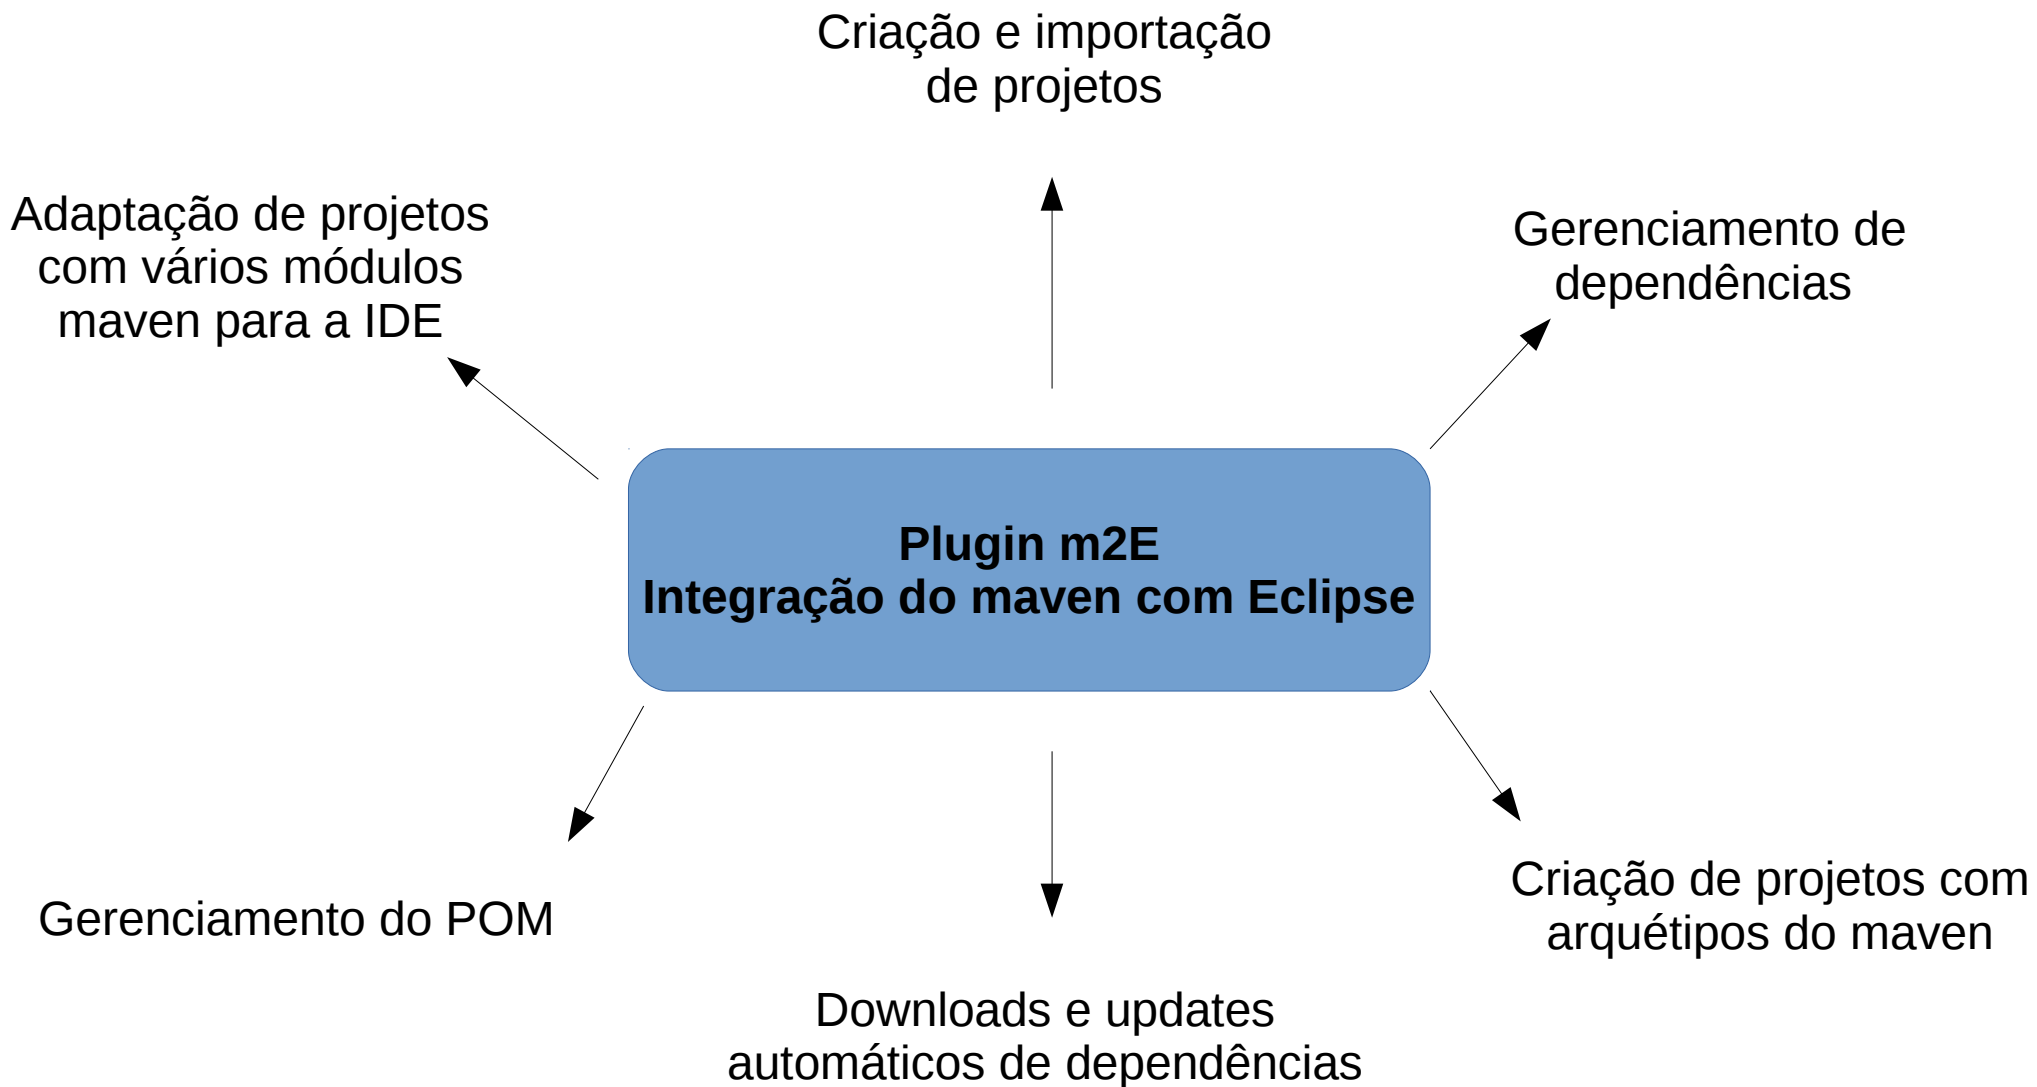 Criação e importação
de projetos
Adaptação de projetos
com vários módulos
maven para a IDE
Gerenciamento de
dependências
Plugin m2E
Integração do maven com Eclipse
Gerenciamento do POM
Criação de projetos com
arquétipos do maven
Downloads e updates
automáticos de dependências